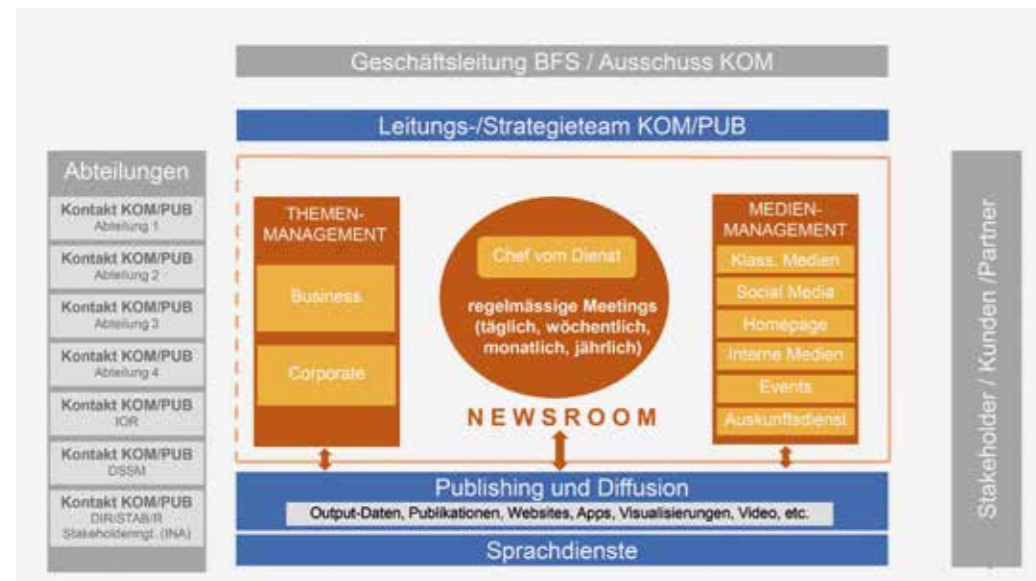 Geschäftsleitung BFS / Ausschuss KOM
Leitungs-/Strategieteam KOM/PUB
Abteilungen
Kontakt KOM/PUB
Abteilung 1
Kontakt KOM/PUB
Abteilung 2
Kontakt KOM/PUB
Abteilung 3
Kontakt KOM/PUB
Abteilung 4
Kontakt KOM/PUB
IOR
Kontakt KOM/PUB
DSSM
Kontakt KOM/PUB
DIR/STAB/R
Stakeholdermgt. (INA)
THEMEN-
MANAGEMENT
Business
Corporate
Chef vom Dienst
regelmässige Meetings
(täglich, wöchentlich,
monatlich, jährlich)
NEWSROOM
MEDIEN-
MANAGEMENT
Klass. Medien
Social Media
Homepage
Interne Medien
Events
Auskunftsdienst
Publishing und Diffusion
Output-Daten, Publikationen, Websites, Apps, Visualisierungen, Video, etc.
Sprachdienste
Stakeholder / Kunden /Partner